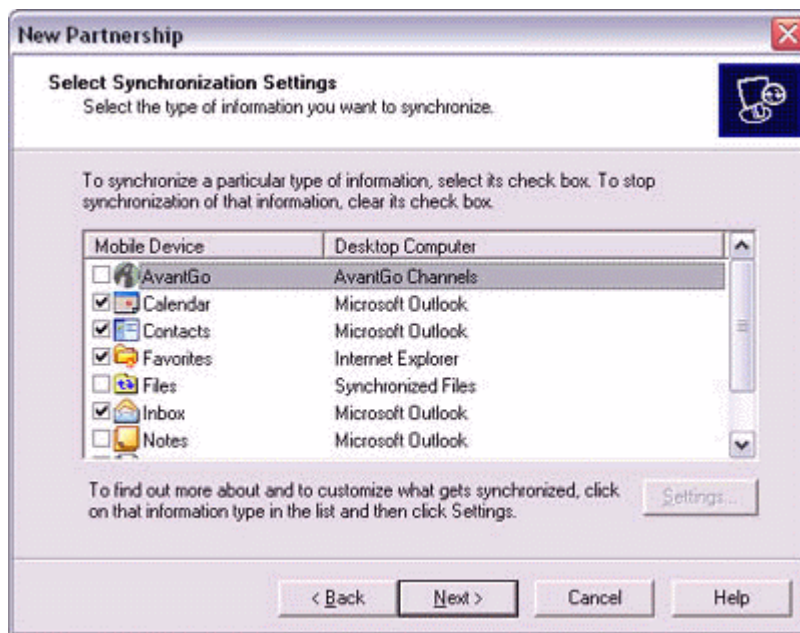 New Partnership
Select Synchronization Settings
Select the type of information you want to synchronize.
To synchronize a particular type of information, select its check box. To stop
synchronization of that information, clear its check box.
Mobile Device Desktop Computer
AvantGo AvantGo Channels
Calendar Microsoft Outlook
Contacts Microsoft Outlook
Favorites Internet Explorer
Files Synchronized Files
Inbox Microsoft Outlook
Notes Microsoft Outlook
To find out more about and to customize what gets synchronized, click
on that information type in the list and then click Settings.
Settings...
< Back Next > Cancel Help